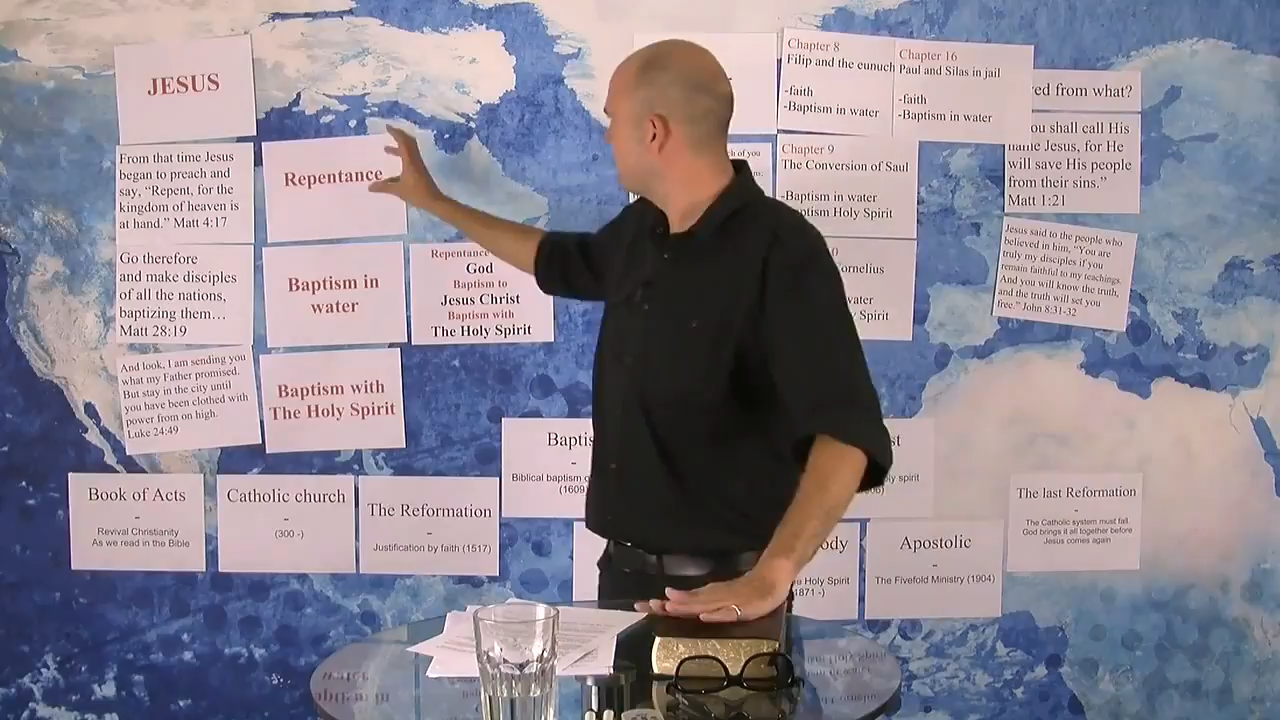 JESUS
From that time Jesus
began to preach and
say, “Repent, for the
kingdom of heaven is
at hand.” Matt 4:17
Go therefore
and make disciples
of all the nations,
baptizing them…
Matt 28:19
And look, I am sending you
what my Father promised.
But stay in the city until
you have been clothed with
power from on high.
Luke 24:49
Repentance
Baptism in
water
Baptism with
The Holy Spirit
Repentance
God
Baptism to
Jesus Christ
Baptism with
The Holy Spirit
Chapter 8
Filip and the eunuch
-faith
-Baptism in water
Chapter 16
Paul and Silas in jail
-faith
-Baptism in water
Chapter 9
The Conversion of Saul
-Baptism in water
Holy Spirit
Spirit
from what?
shall call His
name Jesus, for He
will save His people
from their sins.”
Matt 1:21
Jesus said to the people who
believed in him, “You are
truly my disciples if you
remain faithful to my teachings.
And you will know the truth,
and the truth will set you
free.” John 8:31-32
Book of Acts
-
Revival Christianity
As we read in the Bible
Catholic church
-
(300 -)
The Reformation
-
Justification by faith (1517)
-
Biblical baptism
(1609
spirit
Holy Spirit
1871 -)
Apostolic
-
The Fivefold Ministry (1904)
The last Reformation
-
The Catholic system must fall.
God brings it all together before
Jesus comes again